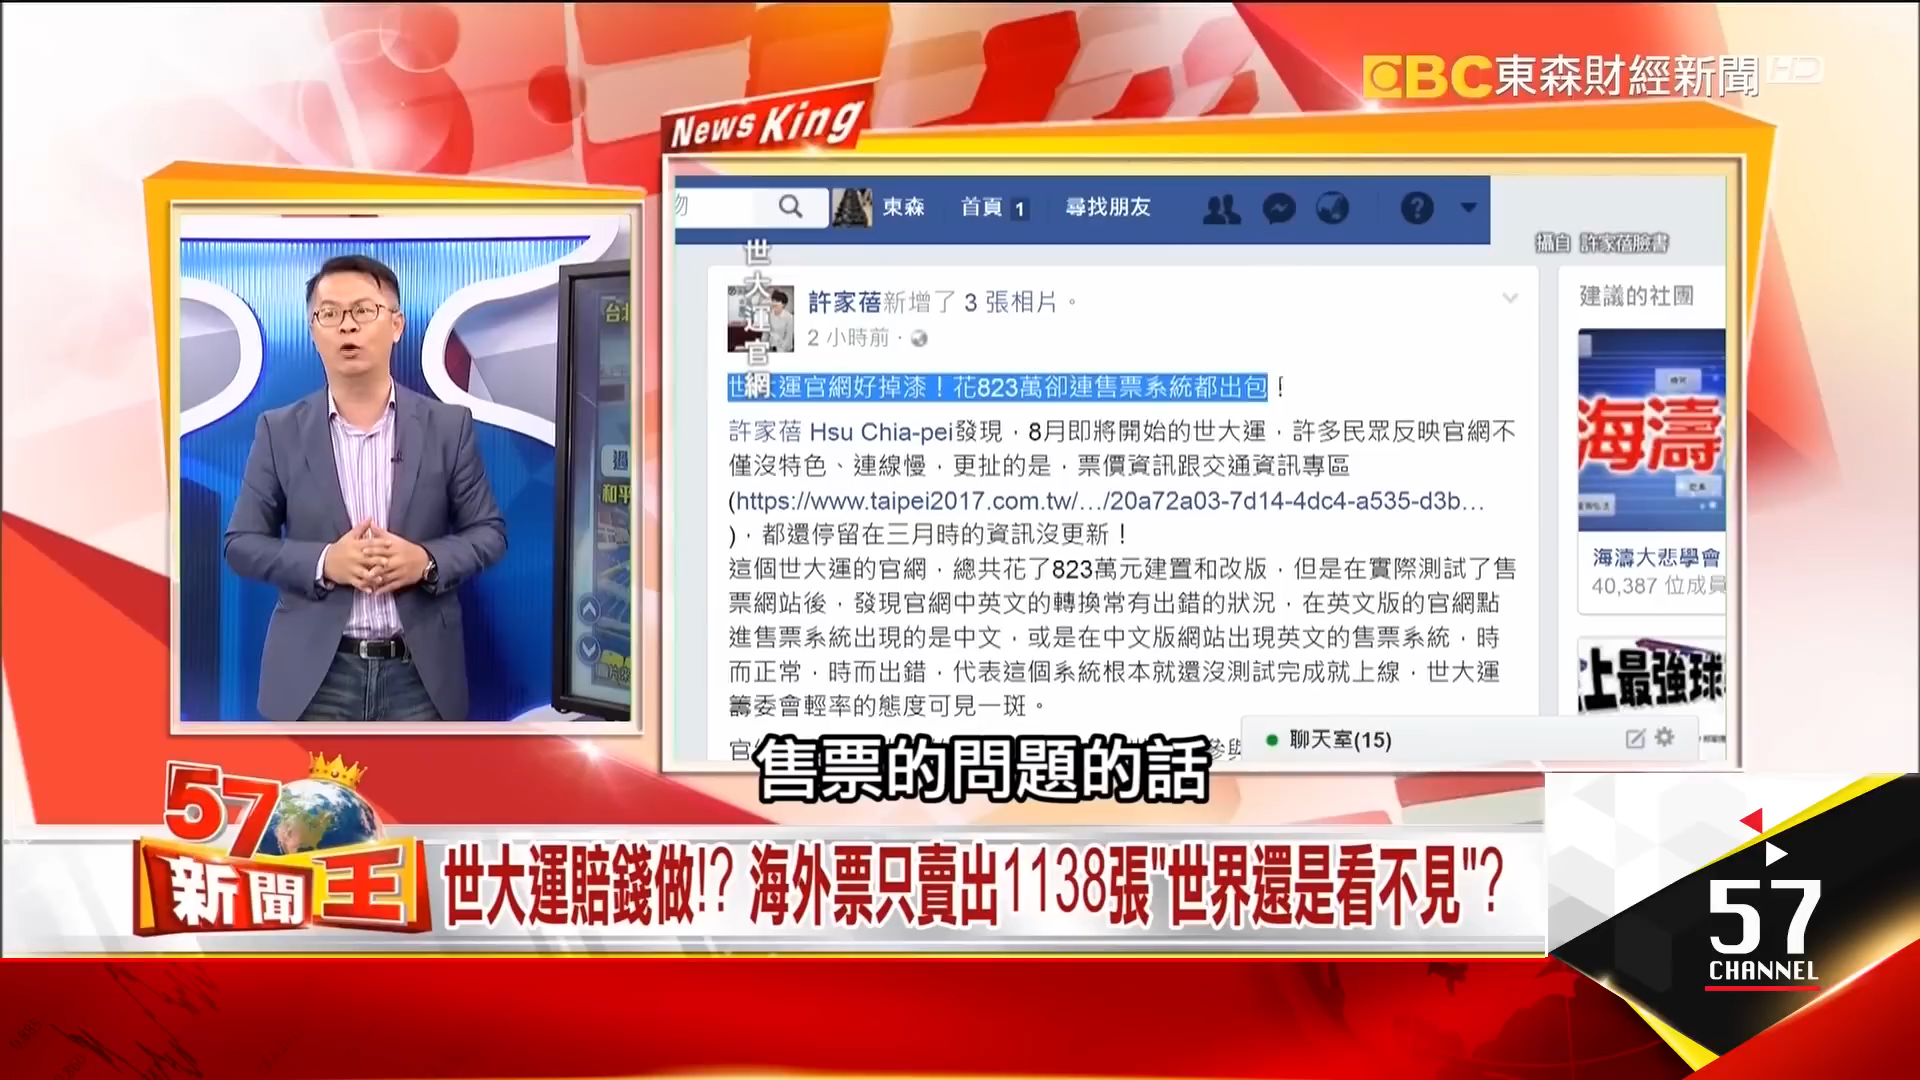 EBC東森財經新聞HD
News King
東森
首頁 1
尋找朋友
攝自 許家蓓臉書
世大運官網
許家蓓新增了 3 張相片。
2 小時前
世大運官網好掉漆！花823萬卻連售票系統都出包！
許家蓓 Hsu Chia-pei發現，8月即將開始的世大運，許多民眾反映官網不
僅沒特色、連線慢，更扯的是，票價資訊跟交通資訊專區
(https://www.taipei2017.com.tw/…/20a72a03-7d14-4dc4-a535-d3b…
)，都還停留在三月時的資訊沒更新！
這個世大運的官網，總共花了823萬元建置和改版，但是在實際測試了售
票網站後，發現官網中英文的轉換常有出錯的狀況，在英文版的官網點
進售票系統出現的是中文，或是在中文版網站出現英文的售票系統，時
而正常，時而出錯，代表這個系統根本就還沒測試完成就上線，世大運
籌委會輕率的態度可見一斑。
建議的社團
海濤
海濤大悲學會
40,387 位成員
上最強球
聊天室(15)
台北
週
和平
售票的問題的話
57
新聞王
世大運賠錢做!? 海外票只賣出1138張"世界還是看不見"?
57
CHANNEL